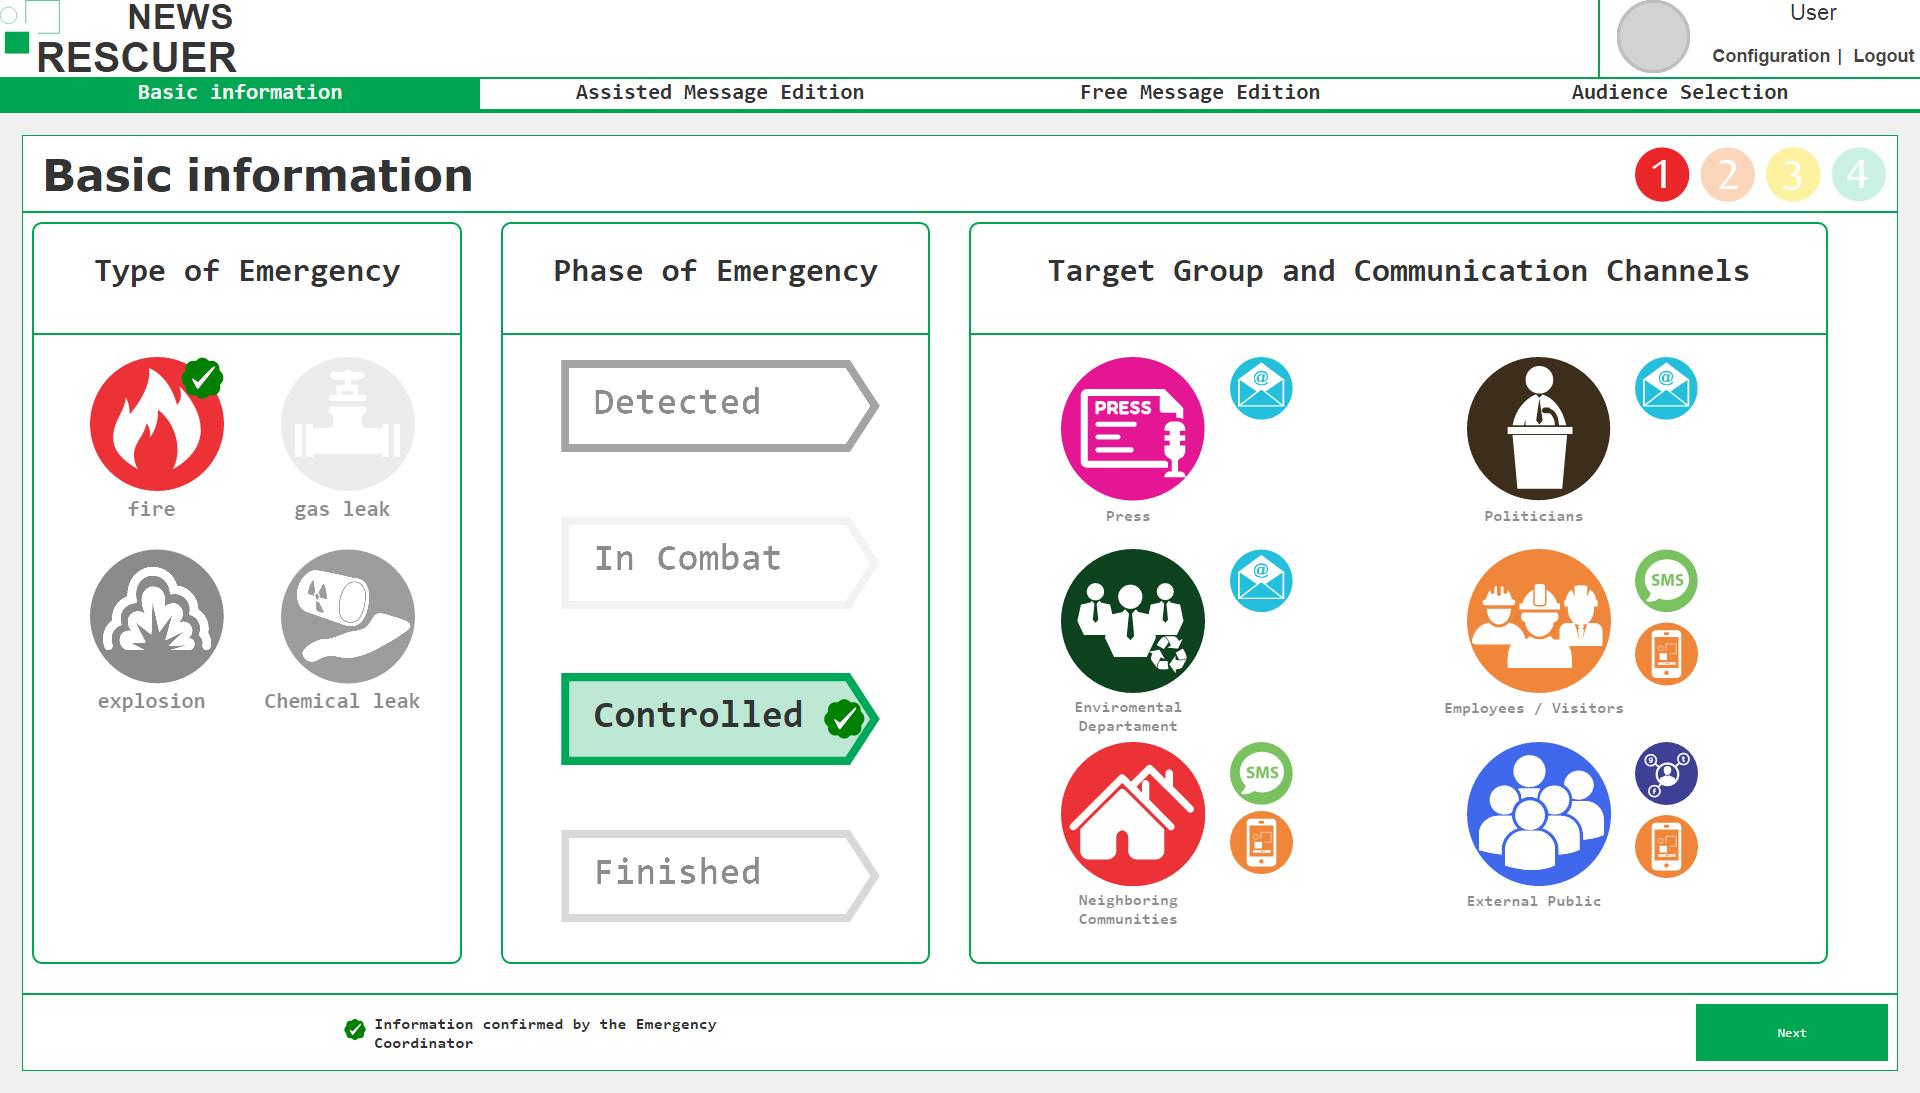 NEWS
RESCUER
User
Configuration | Logout
Basic information
Assisted Message Edition
Free Message Edition
Audience Selection
Basic information
1 2 3 4
Type of Emergency
Phase of Emergency
Target Group and Communication Channels
fire
gas leak
explosion
Chemical leak
Detected
In Combat
Controlled
Finished
PRESS
@
Press
@
Politicians
@
Enviromental
Departament
SMS
Employees / Visitors
SMS
Neighboring
Communities
g
t
f
External Public
Information confirmed by the Emergency
Coordinator
Next